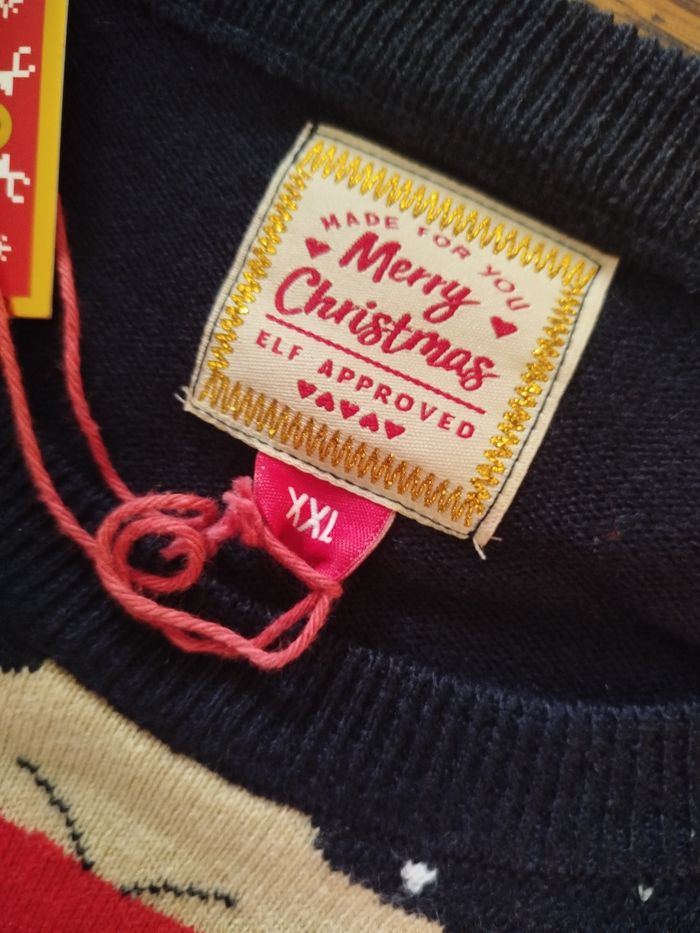 MADE FOR YOU
Merry
Christmas
ELF APPROVED
XXL